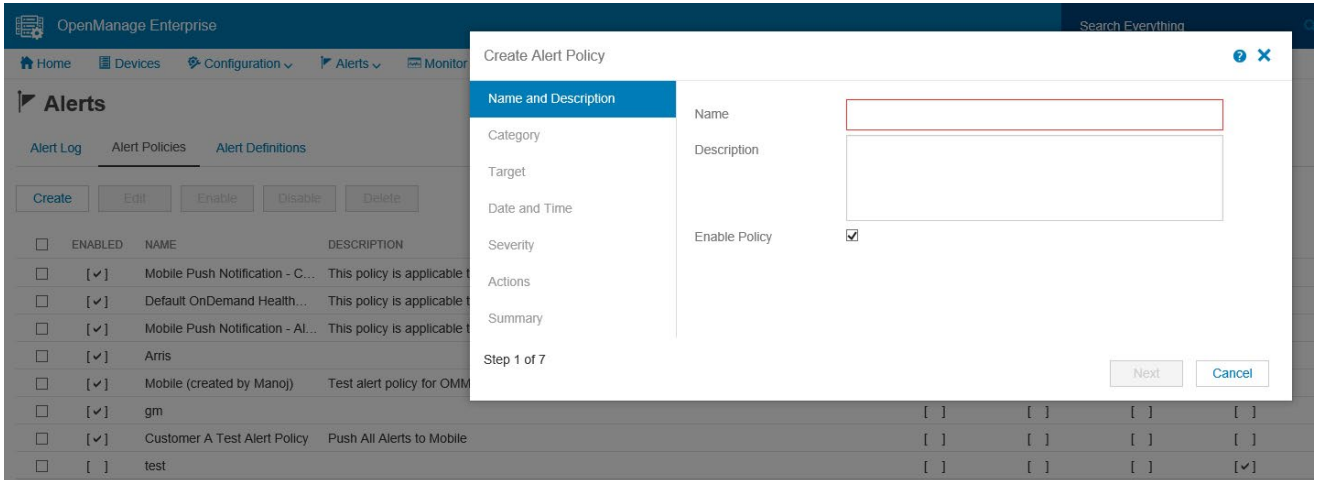 OpenManage Enterprise
Search Everything
Home Devices Configuration Alerts Monitor
Alerts
Alert Log Alert Policies Alert Definitions
Create Edit Enable Disable Delete
ENABLED NAME DESCRIPTION
[✔] Mobile Push Notification - C... This policy is applicable t
[✔] Default OnDemand Health... This policy is applicable t
[✔] Mobile Push Notification - Al... This policy is applicable t
[✔] Arris
[✔] Mobile (created by Manoj) Test alert policy for OMM
[✔] gm [ ] [ ] [ ] [ ]
[✔] Customer A Test Alert Policy Push All Alerts to Mobile [ ] [ ] [ ] [ ]
[ ] test [ ] [ ] [ ] [✔]
Create Alert Policy
Name and Description
Category
Target
Date and Time
Severity
Actions
Summary
Step 1 of 7
Name
Description
Enable Policy
Next Cancel